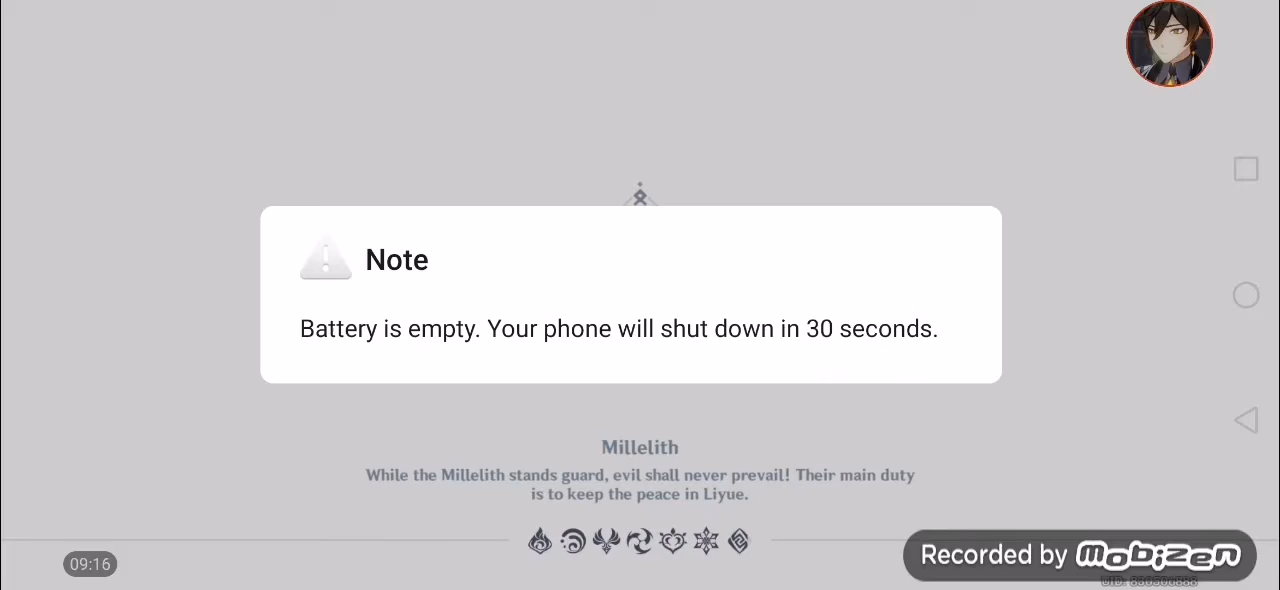 Note
Battery is empty. Your phone will shut down in 30 seconds.
Millelith
While the Millelith stands guard, evil shall never prevail! Their main duty
is to keep the peace in Liyue.
09:16
Recorded by mobizen